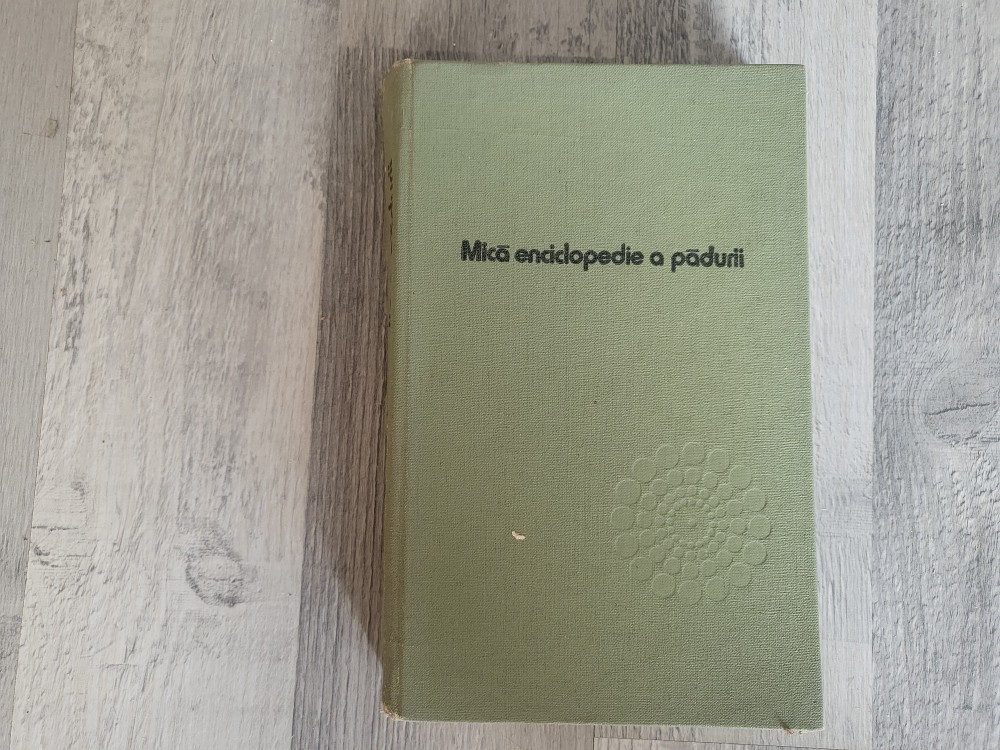 Mică enciclopedie a pădurii